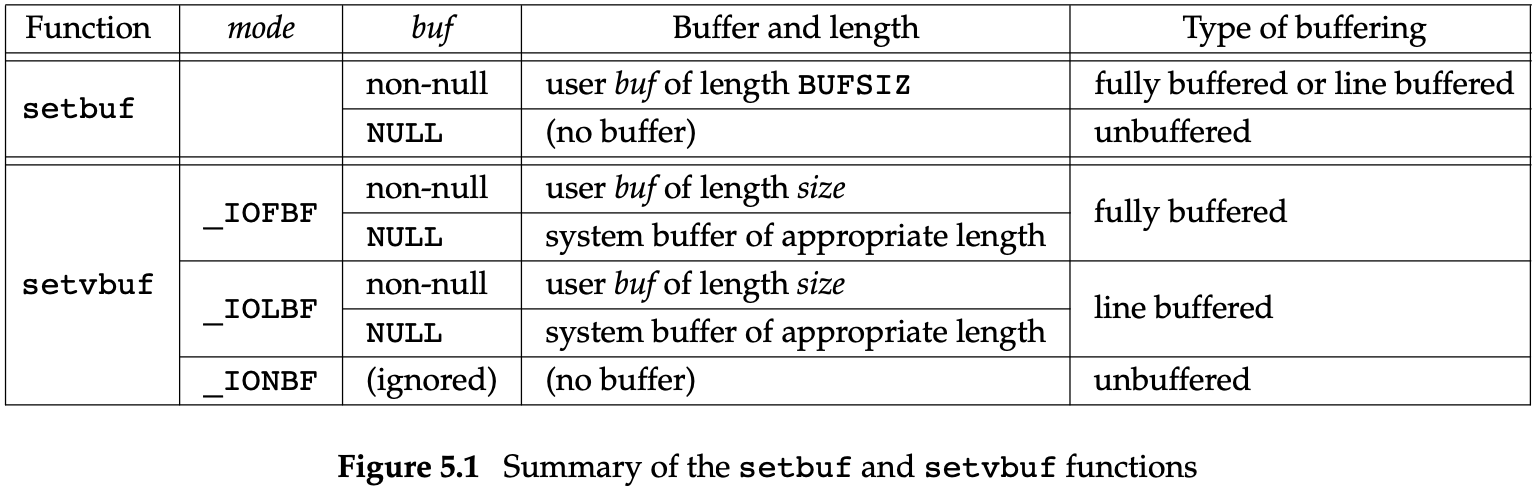 Function mode buf Buffer and length Type of buffering
setbuf non-null user buf of length BUFSIZ fully buffered or line buffered
NULL (no buffer) unbuffered
setvbuf _IOFBF non-null user buf of length size fully buffered
NULL system buffer of appropriate length
_IOLBF non-null user buf of length size line buffered
NULL system buffer of appropriate length
_IONBF (ignored) (no buffer) unbuffered
Figure 5.1 Summary of the setbuf and setvbuf functions